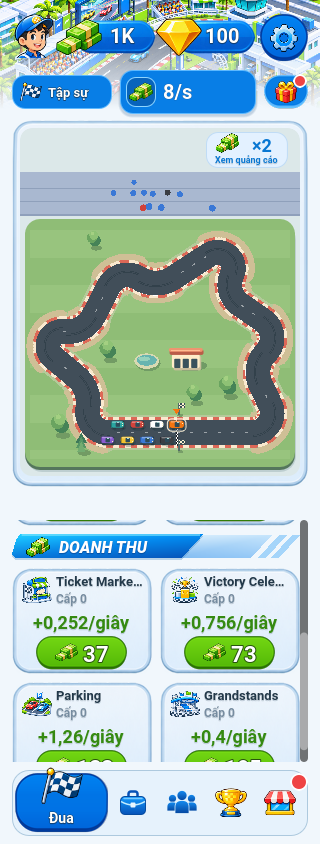 1K
100
Tập sự
8/s
×2
Xem quảng cáo
DOANH THU
Ticket Marke...
Cấp 0
+0,252/giây
37
Victory Cele...
Cấp 0
+0,756/giây
73
Parking
Cấp 0
+1,26/giây
Grandstands
Cấp 0
+0,4/giây
Đua